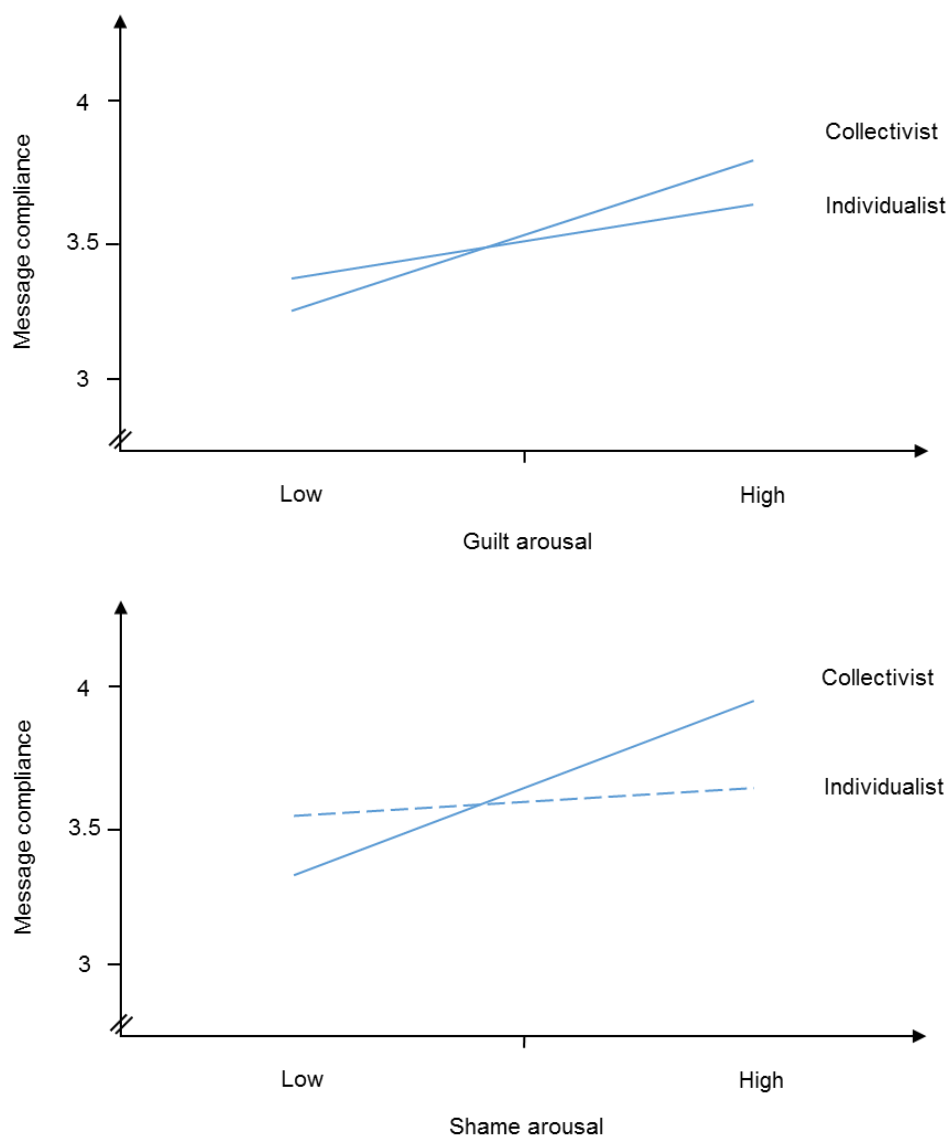 4
Collectivist
Message compliance
Individualist
3.5
3
Low
High
Guilt arousal
4
Collectivist
Message compliance
Individualist
3.5
3
Low
High
Shame arousal